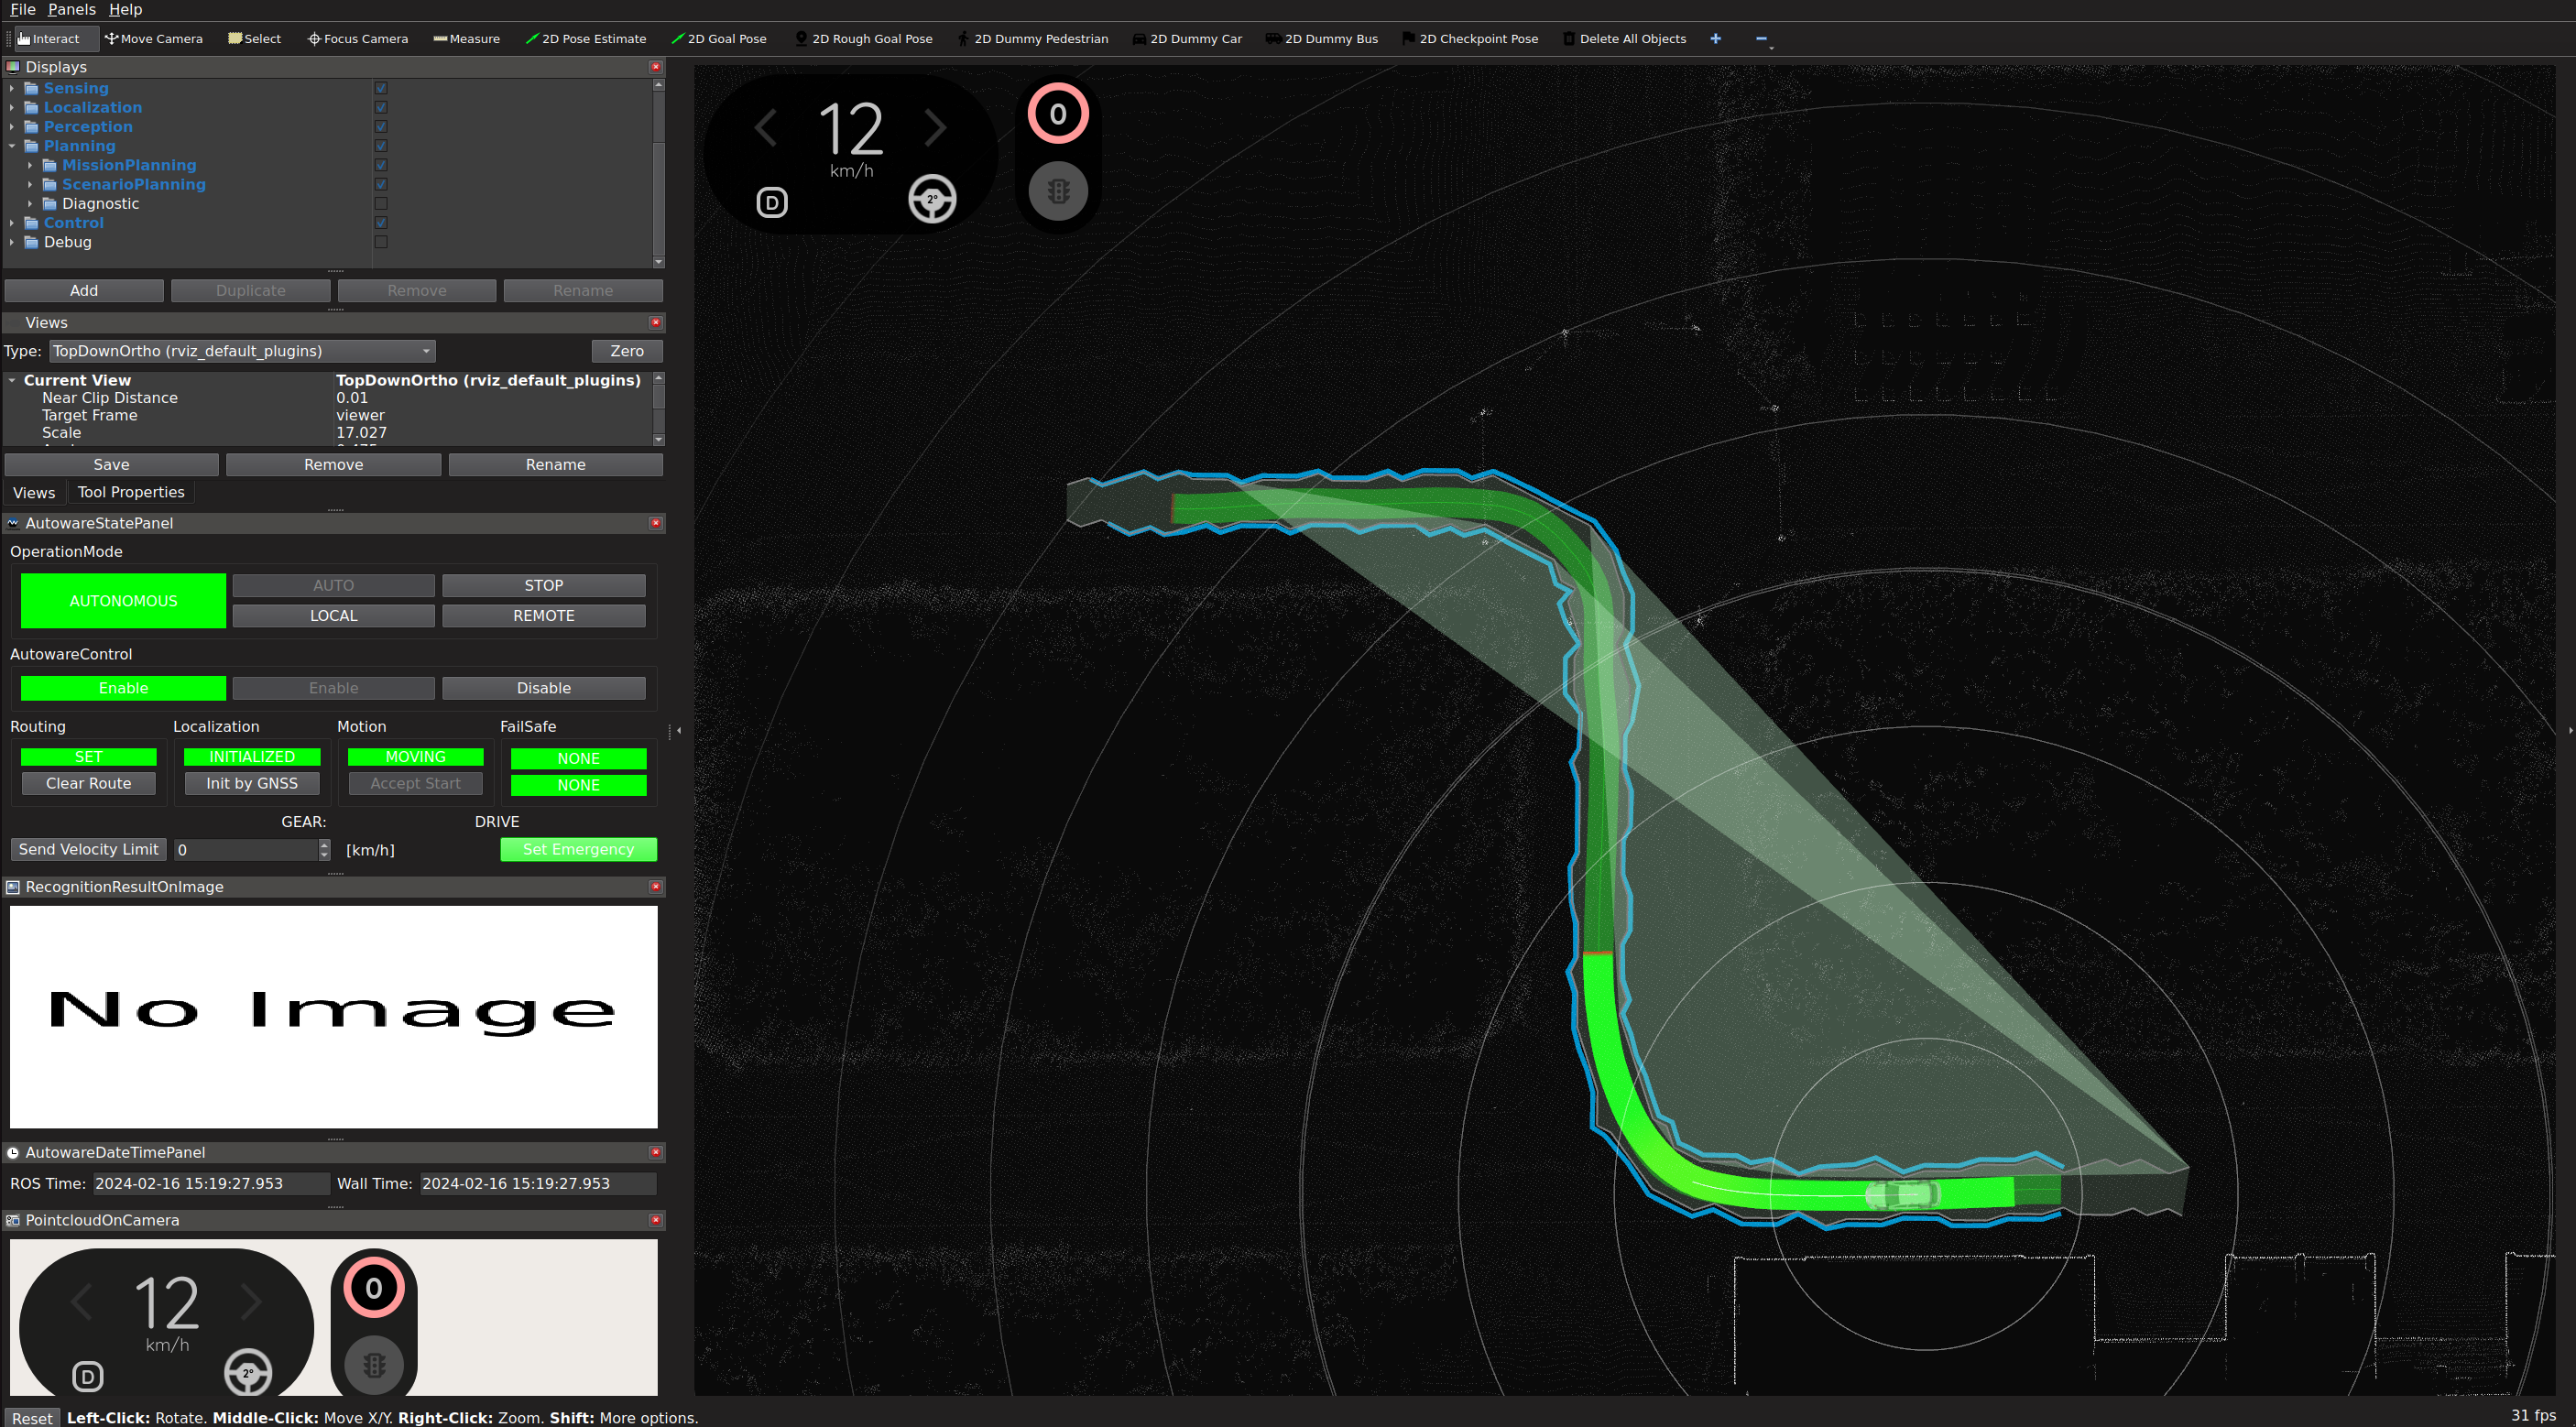 File Panels Help
Interact Move Camera Select Focus Camera Measure 2D Pose Estimate 2D Goal Pose 2D Rough Goal Pose 2D Dummy Pedestrian 2D Dummy Car 2D Dummy Bus 2D Checkpoint Pose Delete All Objects
Displays
Sensing
Localization
Perception
Planning
MissionPlanning
ScenarioPlanning
Diagnostic
Control
Debug
Add Duplicate Remove Rename
Views
Type: TopDownOrtho (rviz_default_plugins) Zero
Current View TopDownOrtho (rviz_default_plugins)
Near Clip Distance 0.01
Target Frame viewer
Scale 17.027
Save Remove Rename
Views Tool Properties
AutowareStatePanel
OperationMode
AUTONOMOUS AUTO STOP
LOCAL REMOTE
AutowareControl
Enable Enable Disable
Routing Localization Motion FailSafe
SET INITIALIZED MOVING NONE
Clear Route Init by GNSS Accept Start NONE
GEAR: DRIVE
Send Velocity Limit 0 [km/h] Set Emergency
RecognitionResultOnImage
No Image
AutowareDateTimePanel
ROS Time: 2024-02-16 15:19:27.953 Wall Time: 2024-02-16 15:19:27.953
PointcloudOnCamera
12 0
km/h
D 2°
Reset Left-Click: Rotate. Middle-Click: Move X/Y. Right-Click: Zoom. Shift: More options.
12 0
km/h
D 2°
31 fps